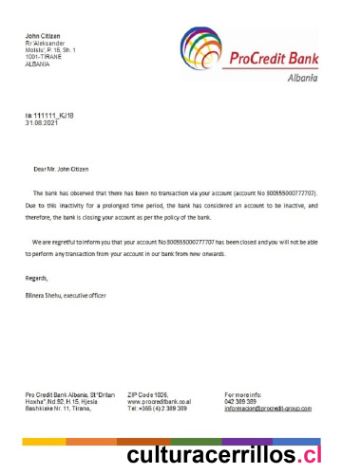 John Citizen
Rr'Aleksander
Moisiu', P. 15, Sh. 1
1001-TIRANE
ALBANIA
ProCredit Bank
Albania
ra 111111_KJ18
31.08.2021
Dear Mr. John Citizen
The bank has observed that there has been no transaction via your account (account No 800955000777707).
Due to this inactivity for a prolonged time period, the bank has considered an account to be inactive, and
therefore, the bank is closing your account as per the policy of the bank.
We are regretful to inform you that your account No 800955000777707 has been closed and you will not be able
to perform any transaction from your account in our bank from new onwards.
Regards,
Blinera Shehu, executive officer
Pro Credit Bank Albania, St "Dritan
Hoxha", Nd 92, H.15, Njesia
Bashkiake Nr. 11, Tirana,
ZIP Code 1026,
www.procreditbank.co.al
Tel: +355 (4) 2 389 389
For more info:
042 389 389
informacion@procredit-group.com
culturacerrillos.cl